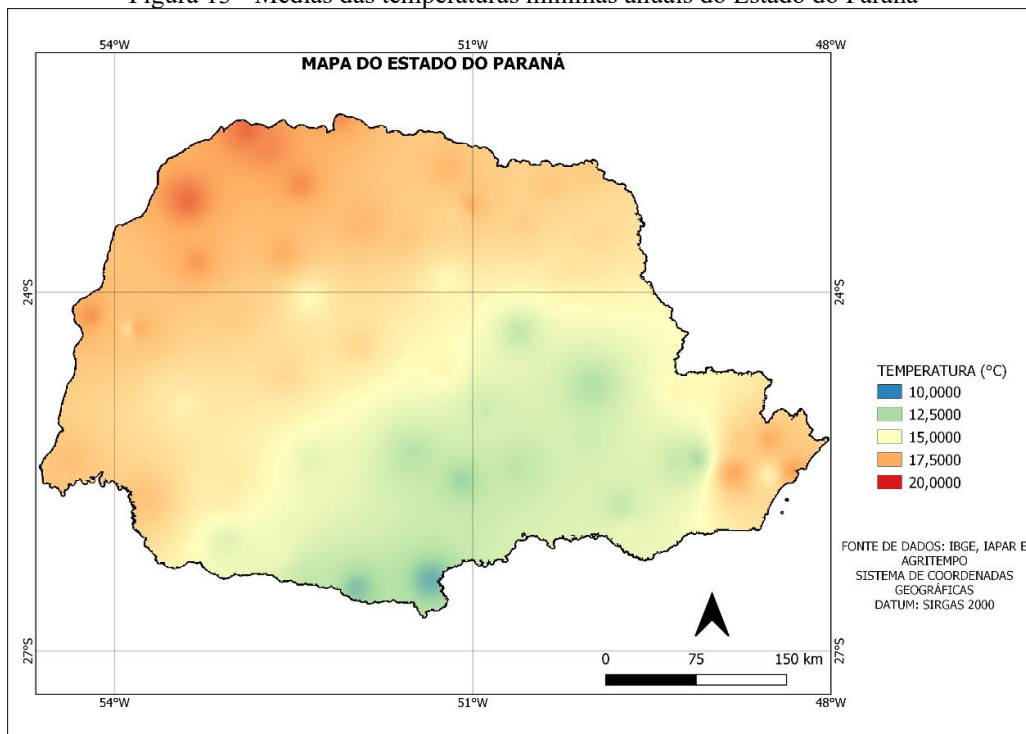 Figura 13 - Médias das temperaturas mínimas anuais do Estado do Paraná
54°W
51°W
48°W
MAPA DO ESTADO DO PARANÁ
24°S
24°S
TEMPERATURA (°C)
10,0000
12,5000
15,0000
17,5000
20,0000
FONTE DE DADOS: IBGE, IAPAR E
AGRITEMPO
SISTEMA DE COORDENADAS
GEOGRÁFICAS
DATUM: SIRGAS 2000
27°S
27°S
0
75
150 km
54°W
51°W
48°W